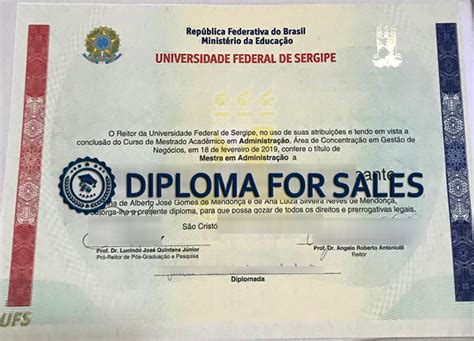 República Federativa do Brasil
Ministério da Educação
UNIVERSIDADE FEDERAL DE SERGIPE
O Reitor da Universidade Federal de Sergipe, no uso de suas atribuições e tendo em vista a
conclusão do Curso de Mestrado Acadêmico em Administração, Área de Concentração em Gestão de
Negócios, em 18 de fevereiro de 2019, confere o título de
Mestra em Administração a
DIPLOMA FOR SALES
de Alberto José Gomes de Mendonça e de Ana Luiza Silveira Neves de Mendonça,
outorga-lhe o presente diploma, para que possa gozar de todos os direitos e prerrogativas legais.
São Cristó
Prof. Dr. Lucindo José Quintans Júnior
Pró-Reitor de Pós-Graduação e Pesquisa
Prof. Dr. Angelo Roberto Antoniolli
Reitor
Diplomada
UFS